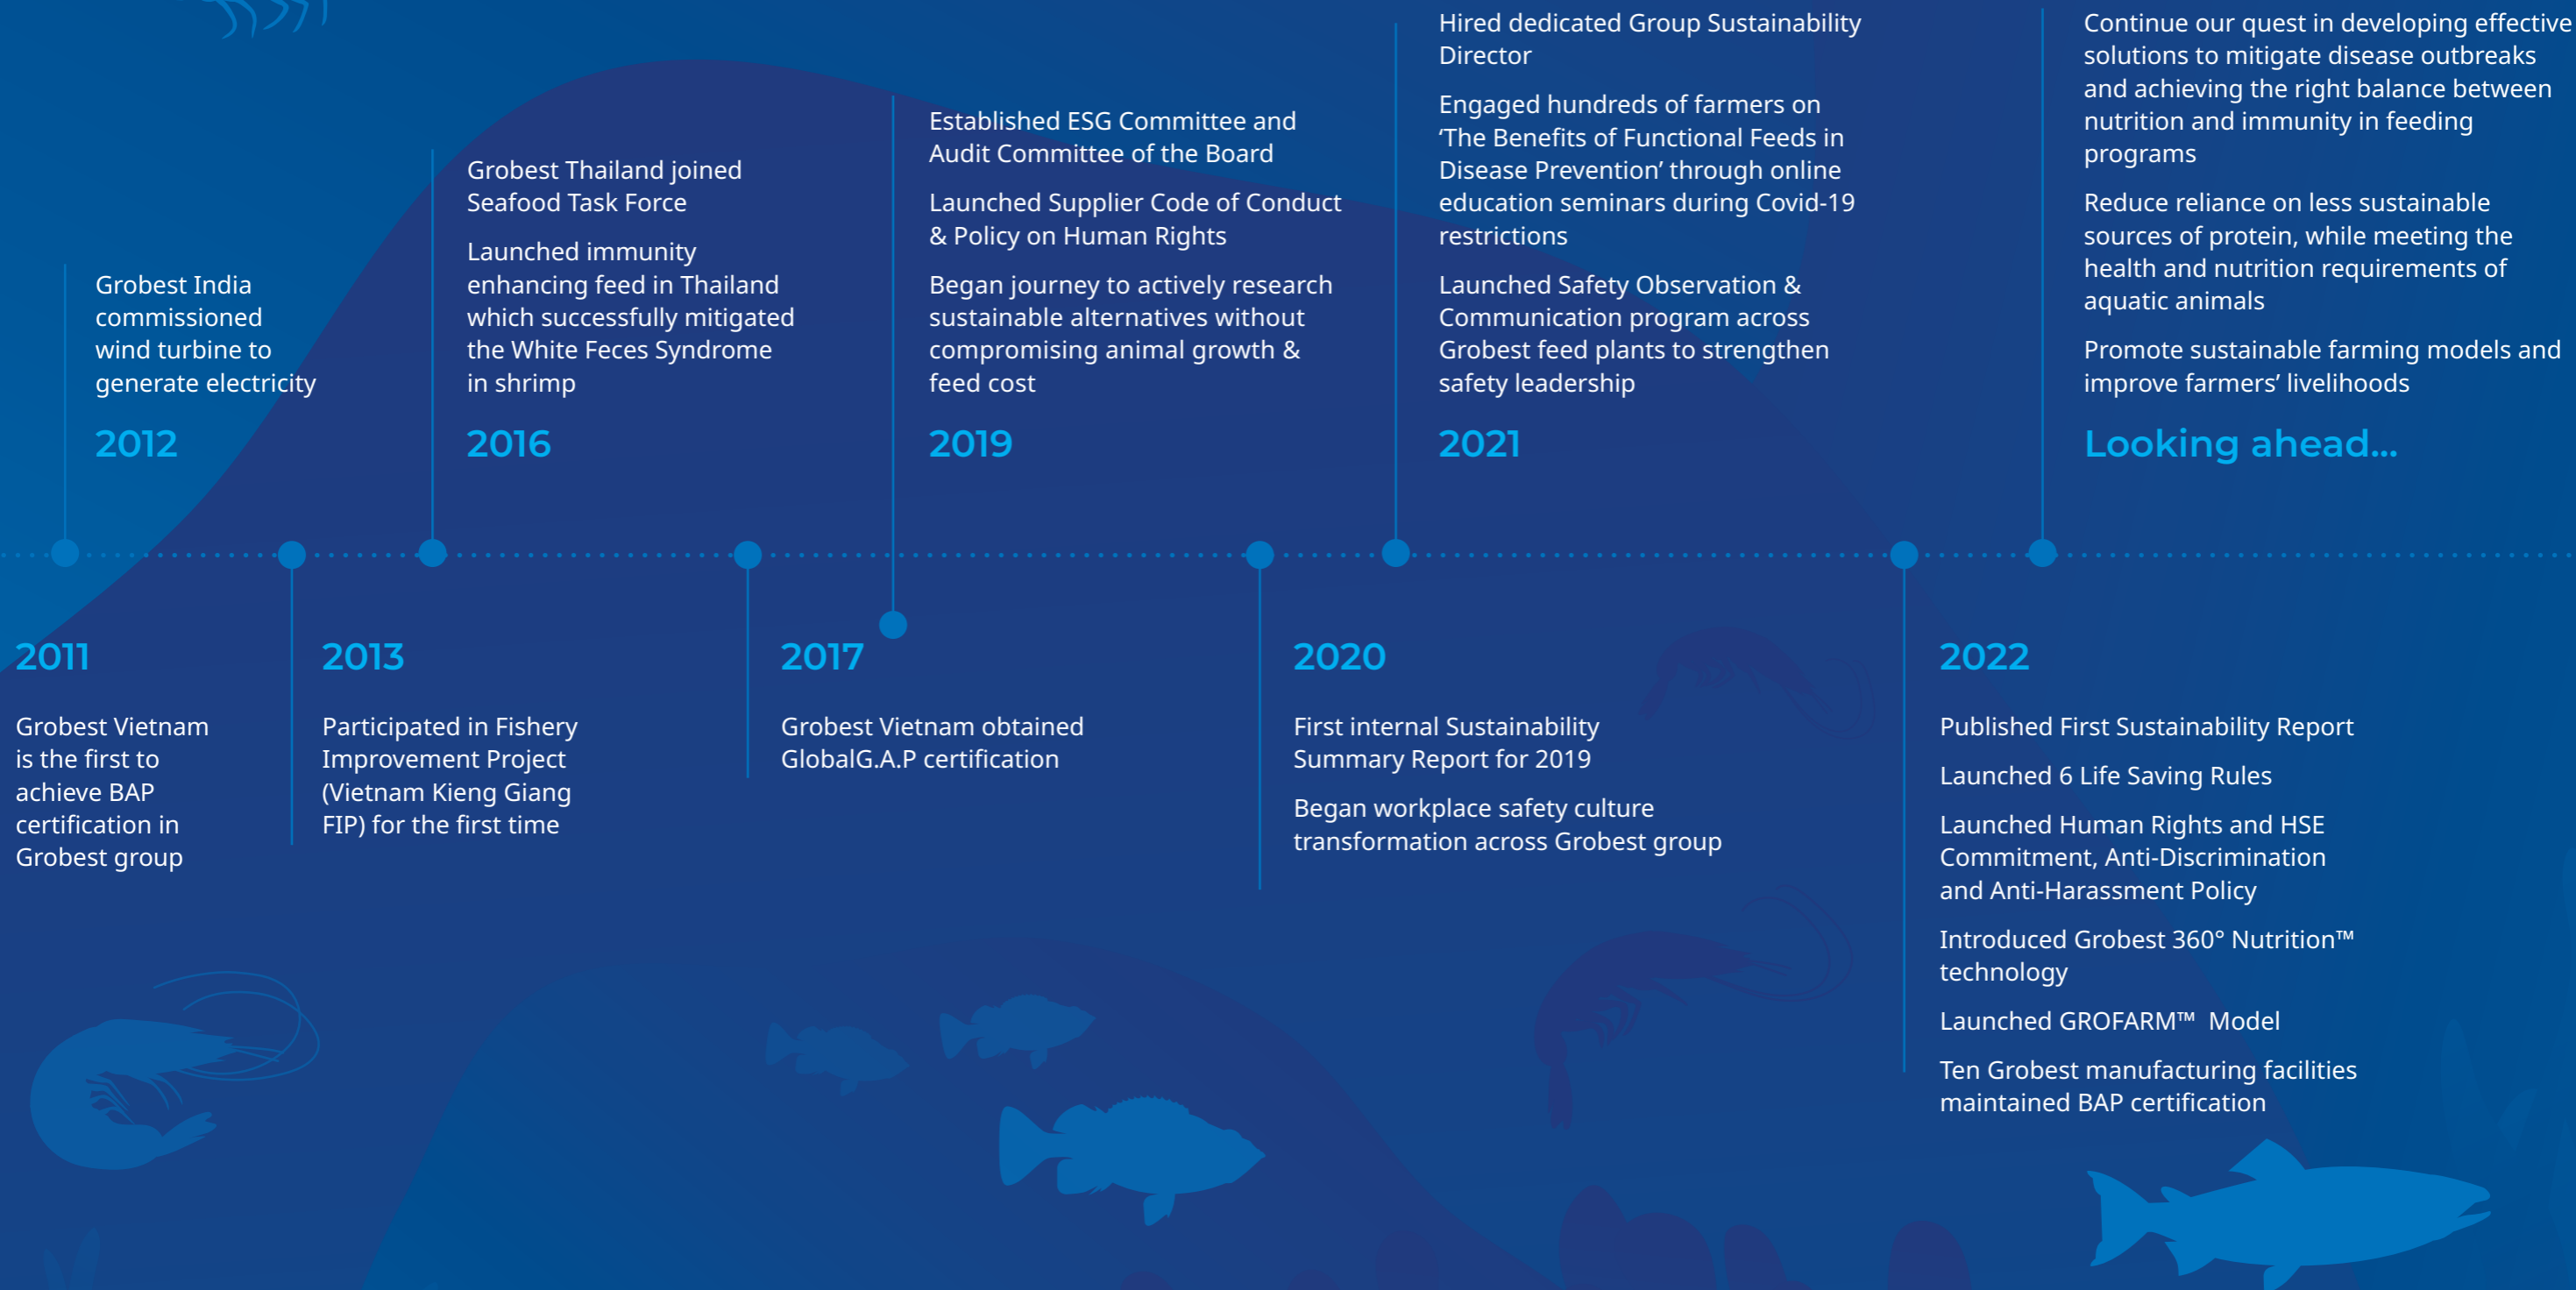 2011
Grobest Vietnam
is the first to
achieve BAP
certification in
Grobest group
Grobest India
commissioned
wind turbine to
generate electricity
2012
2013
Participated in Fishery
Improvement Project
(Vietnam Kieng Giang
FIP) for the first time
Grobest Thailand joined
Seafood Task Force
Launched immunity
enhancing feed in Thailand
which successfully mitigated
the White Feces Syndrome
in shrimp
2016
2017
Grobest Vietnam obtained
GlobalG.A.P certification
Established ESG Committee and
Audit Committee of the Board
Launched Supplier Code of Conduct
& Policy on Human Rights
Began journey to actively research
sustainable alternatives without
compromising animal growth &
feed cost
2019
2020
First internal Sustainability
Summary Report for 2019
Began workplace safety culture
transformation across Grobest group
Hired dedicated Group Sustainability
Director
Engaged hundreds of farmers on
‘The Benefits of Functional Feeds in
Disease Prevention’ through online
education seminars during Covid-19
restrictions
Launched Safety Observation &
Communication program across
Grobest feed plants to strengthen
safety leadership
2021
2022
Published First Sustainability Report
Launched 6 Life Saving Rules
Launched Human Rights and HSE
Commitment, Anti-Discrimination
and Anti-Harassment Policy
Introduced Grobest 360° Nutrition™
technology
Launched GROFARM™ Model
Ten Grobest manufacturing facilities
maintained BAP certification
Continue our quest in developing effective
solutions to mitigate disease outbreaks
and achieving the right balance between
nutrition and immunity in feeding
programs
Reduce reliance on less sustainable
sources of protein, while meeting the
health and nutrition requirements of
aquatic animals
Promote sustainable farming models and
improve farmers’ livelihoods
Looking ahead...